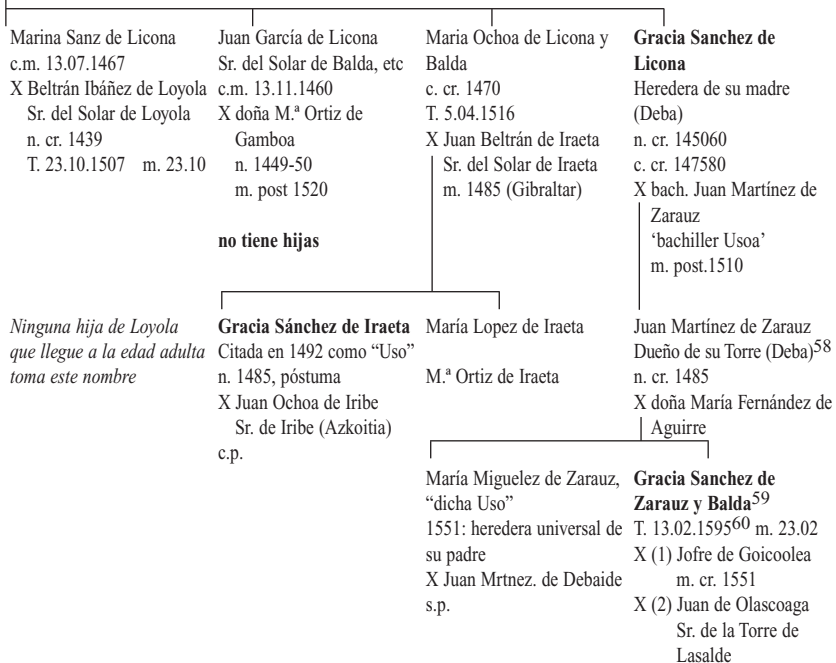 Marina Sanz de Licona
c.m. 13.07.1467
X Beltrán Ibáñez de Loyola
Sr. del Solar de Loyola
n. cr. 1439
T. 23.10.1507 m. 23.10
Juan García de Licona
Sr. del Solar de Balda, etc
c.m. 13.11.1460
X doña M.ª Ortiz de
Gamboa
n. 1449-50
m. post 1520
no tiene hijas
Maria Ochoa de Licona y
Balda
c. cr. 1470
T. 5.04.1516
X Juan Beltrán de Iraeta
Sr. del Solar de Iraeta
m. 1485 (Gibraltar)
Gracia Sanchez de
Licona
Heredera de su madre
(Deba)
n. cr. 145060
c. cr. 147580
X bach. Juan Martínez de
Zarauz
‘bachiller Usoa’
m. post.1510
Ninguna hija de Loyola
que llegue a la edad adulta
toma este nombre
Gracia Sánchez de Iraeta
Citada en 1492 como “Uso”
n. 1485, póstuma
X Juan Ochoa de Iribe
Sr. de Iribe (Azkoitia)
c.p.
María Lopez de Iraeta
M.ª Ortiz de Iraeta
Juan Martínez de Zarauz
Dueño de su Torre (Deba)58
n. cr. 1485
X doña María Fernández de
Aguirre
María Miguelez de Zarauz,
“dicha Uso”
1551: heredera universal de
su padre
X Juan Mrtnez. de Debaide
s.p.
Gracia Sanchez de
Zarauz y Balda59
T. 13.02.159560 m. 23.02
X (1) Jofre de Goicoolea
m. cr. 1551
X (2) Juan de Olascoaga
Sr. de la Torre de
Lasalde